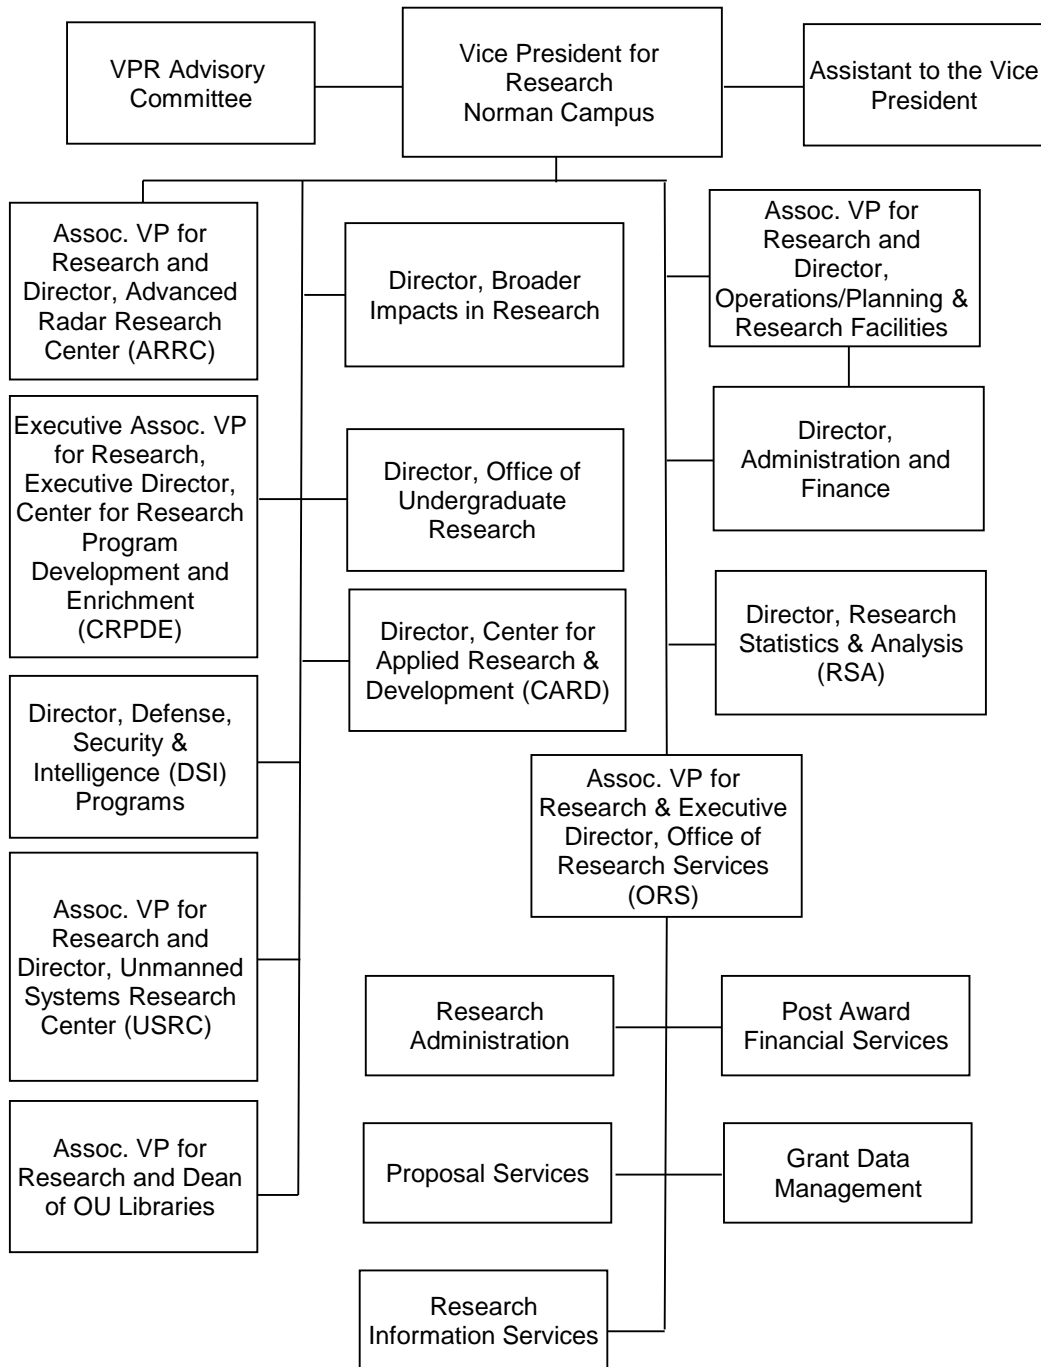 VPR Advisory
Committee
Vice President for
Research
Norman Campus
Assistant to the Vice
President
Assoc. VP for
Research and
Director, Advanced
Radar Research
Center (ARRC)
Director, Broader
Impacts in Research
Assoc. VP for
Research and
Director,
Operations/Planning &
Research Facilities
Executive Assoc. VP
for Research,
Executive Director,
Center for Research
Program
Development and
Enrichment
(CRPDE)
Director, Office of
Undergraduate
Research
Director,
Administration and
Finance
Director, Center for
Applied Research &
Development (CARD)
Director, Research
Statistics & Analysis
(RSA)
Director, Defense,
Security &
Intelligence (DSI)
Programs
Assoc. VP for
Research & Executive
Director, Office of
Research Services
(ORS)
Assoc. VP for
Research and
Director, Unmanned
Systems Research
Center (USRC)
Research
Administration
Post Award
Financial Services
Assoc. VP for
Research and Dean
of OU Libraries
Proposal Services
Grant Data
Management
Research
Information Services